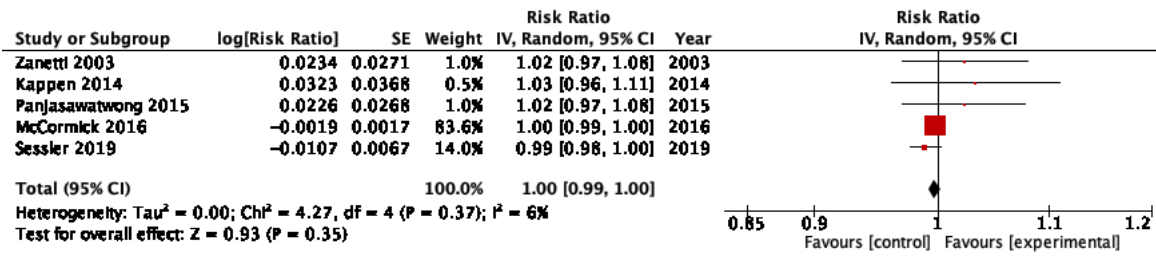 Risk Ratio Risk Ratio
Study or Subgroup log[Risk Ratio] SE Weight IV, Random, 95% CI Year IV, Random, 95% CI
Zanetti 2003 0.0234 0.0271 1.0% 1.02 [0.97, 1.08] 2003
Kappen 2014 0.0323 0.0368 0.5% 1.03 [0.96, 1.11] 2014
Panjasawatwong 2015 0.0226 0.0268 1.0% 1.02 [0.97, 1.08] 2015
McCormick 2016 −0.0019 0.0017 83.6% 1.00 [0.99, 1.00] 2016
Sessler 2019 −0.0107 0.0067 14.0% 0.99 [0.98, 1.00] 2019
Total (95% CI) 100.0% 1.00 [0.99, 1.00]
Heterogeneity: Tau² = 0.00; Chi² = 4.27, df = 4 (P = 0.37); I² = 6%
Test for overall effect: Z = 0.93 (P = 0.35)
0.85 0.9 1 1.1 1.2
Favours [control] Favours [experimental]